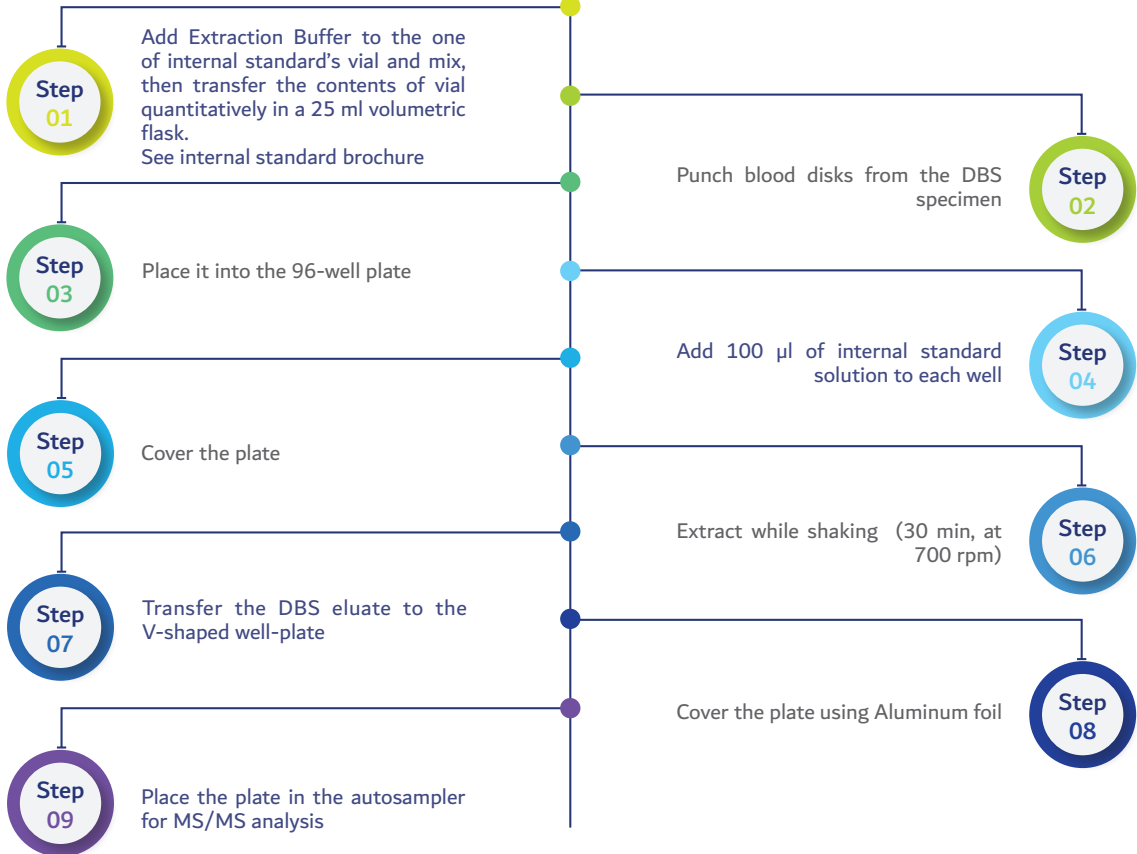 Step
01
Add Extraction Buffer to the one
of internal standard's vial and mix,
then transfer the contents of vial
quantitatively in a 25 ml volumetric
flask.
See internal standard brochure
Step
02
Punch blood disks from the DBS
specimen
Step
03
Place it into the 96-well plate
Step
04
Add 100 µl of internal standard
solution to each well
Step
05
Cover the plate
Step
06
Extract while shaking (30 min, at
700 rpm)
Step
07
Transfer the DBS eluate to the
V-shaped well-plate
Step
08
Cover the plate using Aluminum foil
Step
09
Place the plate in the autosampler
for MS/MS analysis